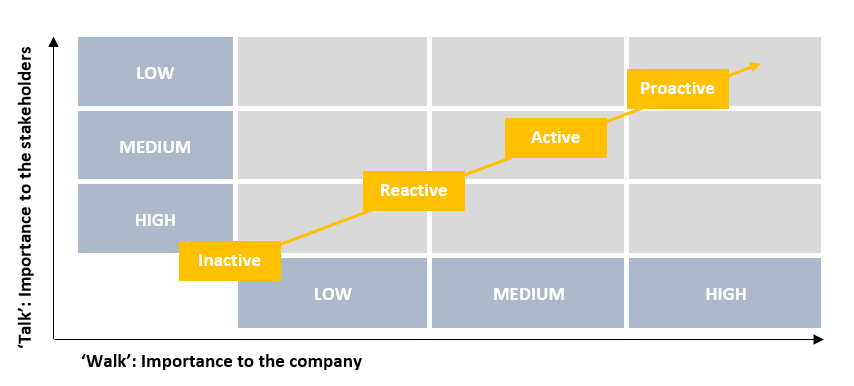 ‘Talk’: Importance to the stakeholders
LOW
Proactive
MEDIUM
Active
Reactive
HIGH
Inactive
LOW
MEDIUM
HIGH
‘Walk’: Importance to the company